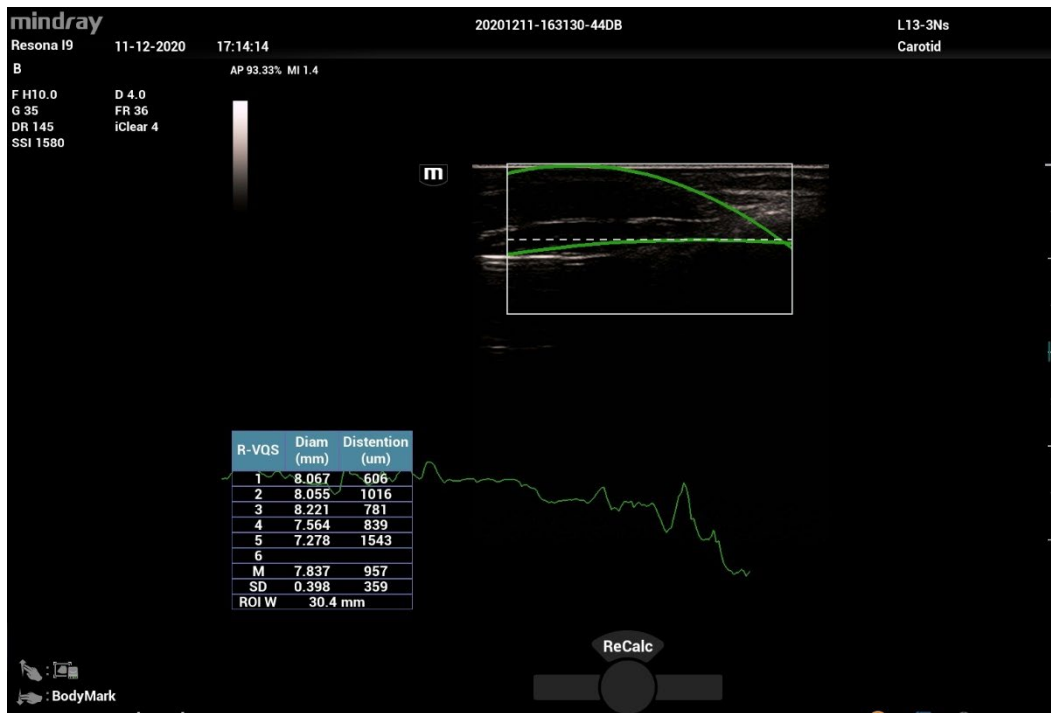 mindray
20201211-163130-44DB
L13-3Ns
Resona I9 11-12-2020 17:14:14
Carotid
B
AP 93.33% MI 1.4
F H10.0 D 4.0
G 35 FR 36
DR 145 iClear 4
SSI 1580
m
R-VQS Diam (mm) Distention (um)
1 8.067 606
2 8.055 1016
3 8.221 781
4 7.564 839
5 7.278 1543
6
M 7.837 957
SD 0.398 359
ROI W 30.4 mm
ReCalc
:
: BodyMark